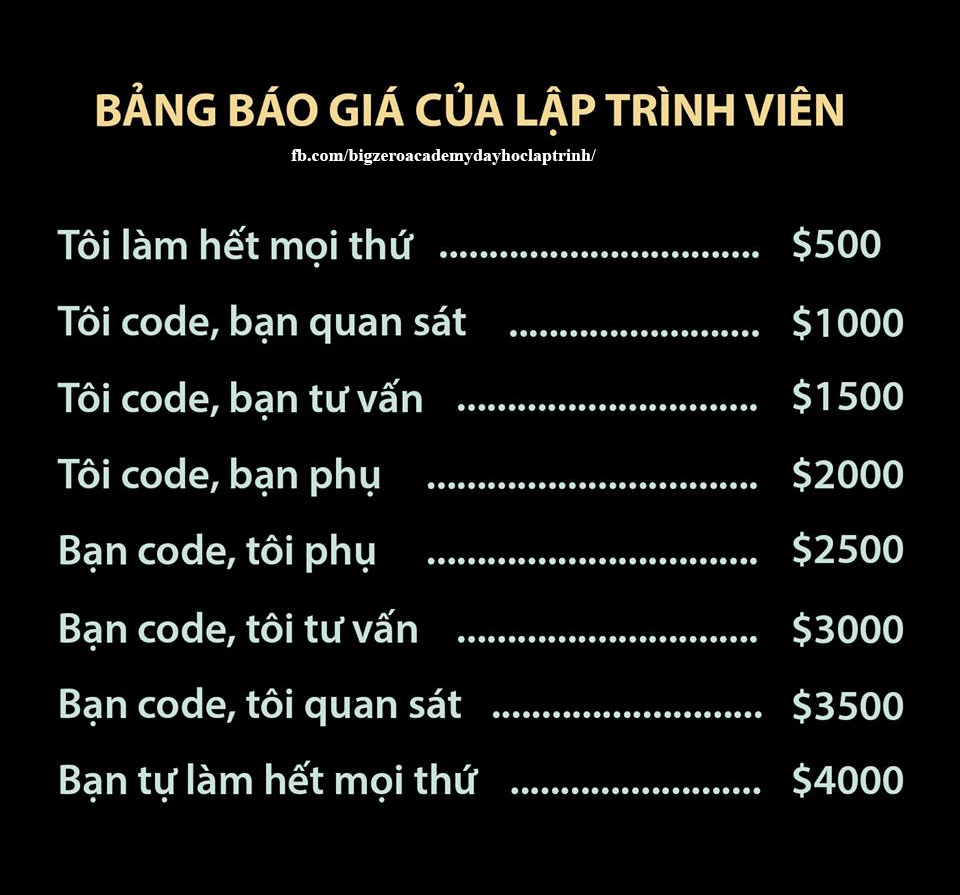 BẢNG BÁO GIÁ CỦA LẬP TRÌNH VIÊN
fb.com/bigzeroacademydayhoclaptrinh/
Tôi làm hết mọi thứ ................................ $500
Tôi code, bạn quan sát ......................... $1000
Tôi code, bạn tư vấn .............................. $1500
Tôi code, bạn phụ ................................. $2000
Bạn code, tôi phụ ................................. $2500
Bạn code, tôi tư vấn .............................. $3000
Bạn code, tôi quan sát ........................... $3500
Bạn tự làm hết mọi thứ ......................... $4000